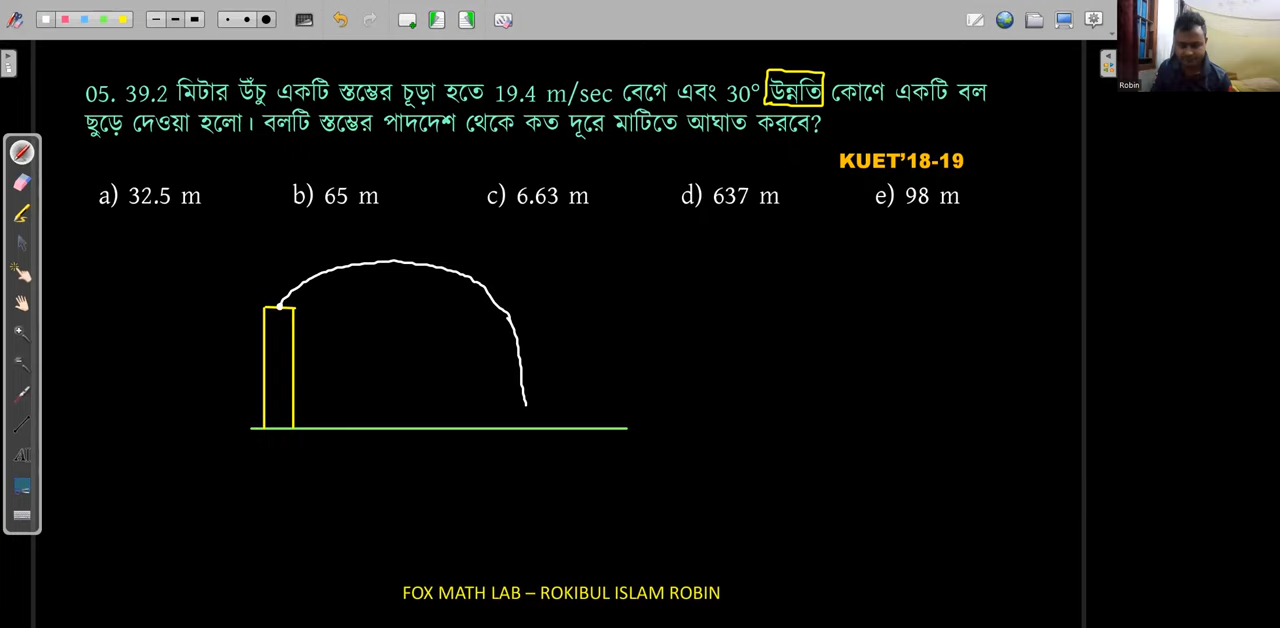 05. 39.2 মিটার উঁচু একটি স্তম্ভের চূড়া হতে 19.4 m/sec বেগে এবং 30° উন্নতি কোণে একটি বল
ছুড়ে দেওয়া হলো। বলটি স্তম্ভের পাদদেশ থেকে কত দূরে মাটিতে আঘাত করবে?
KUET’18-19
a) 32.5 m b) 65 m c) 6.63 m d) 637 m e) 98 m
FOX MATH LAB – ROKIBUL ISLAM ROBIN
Robin